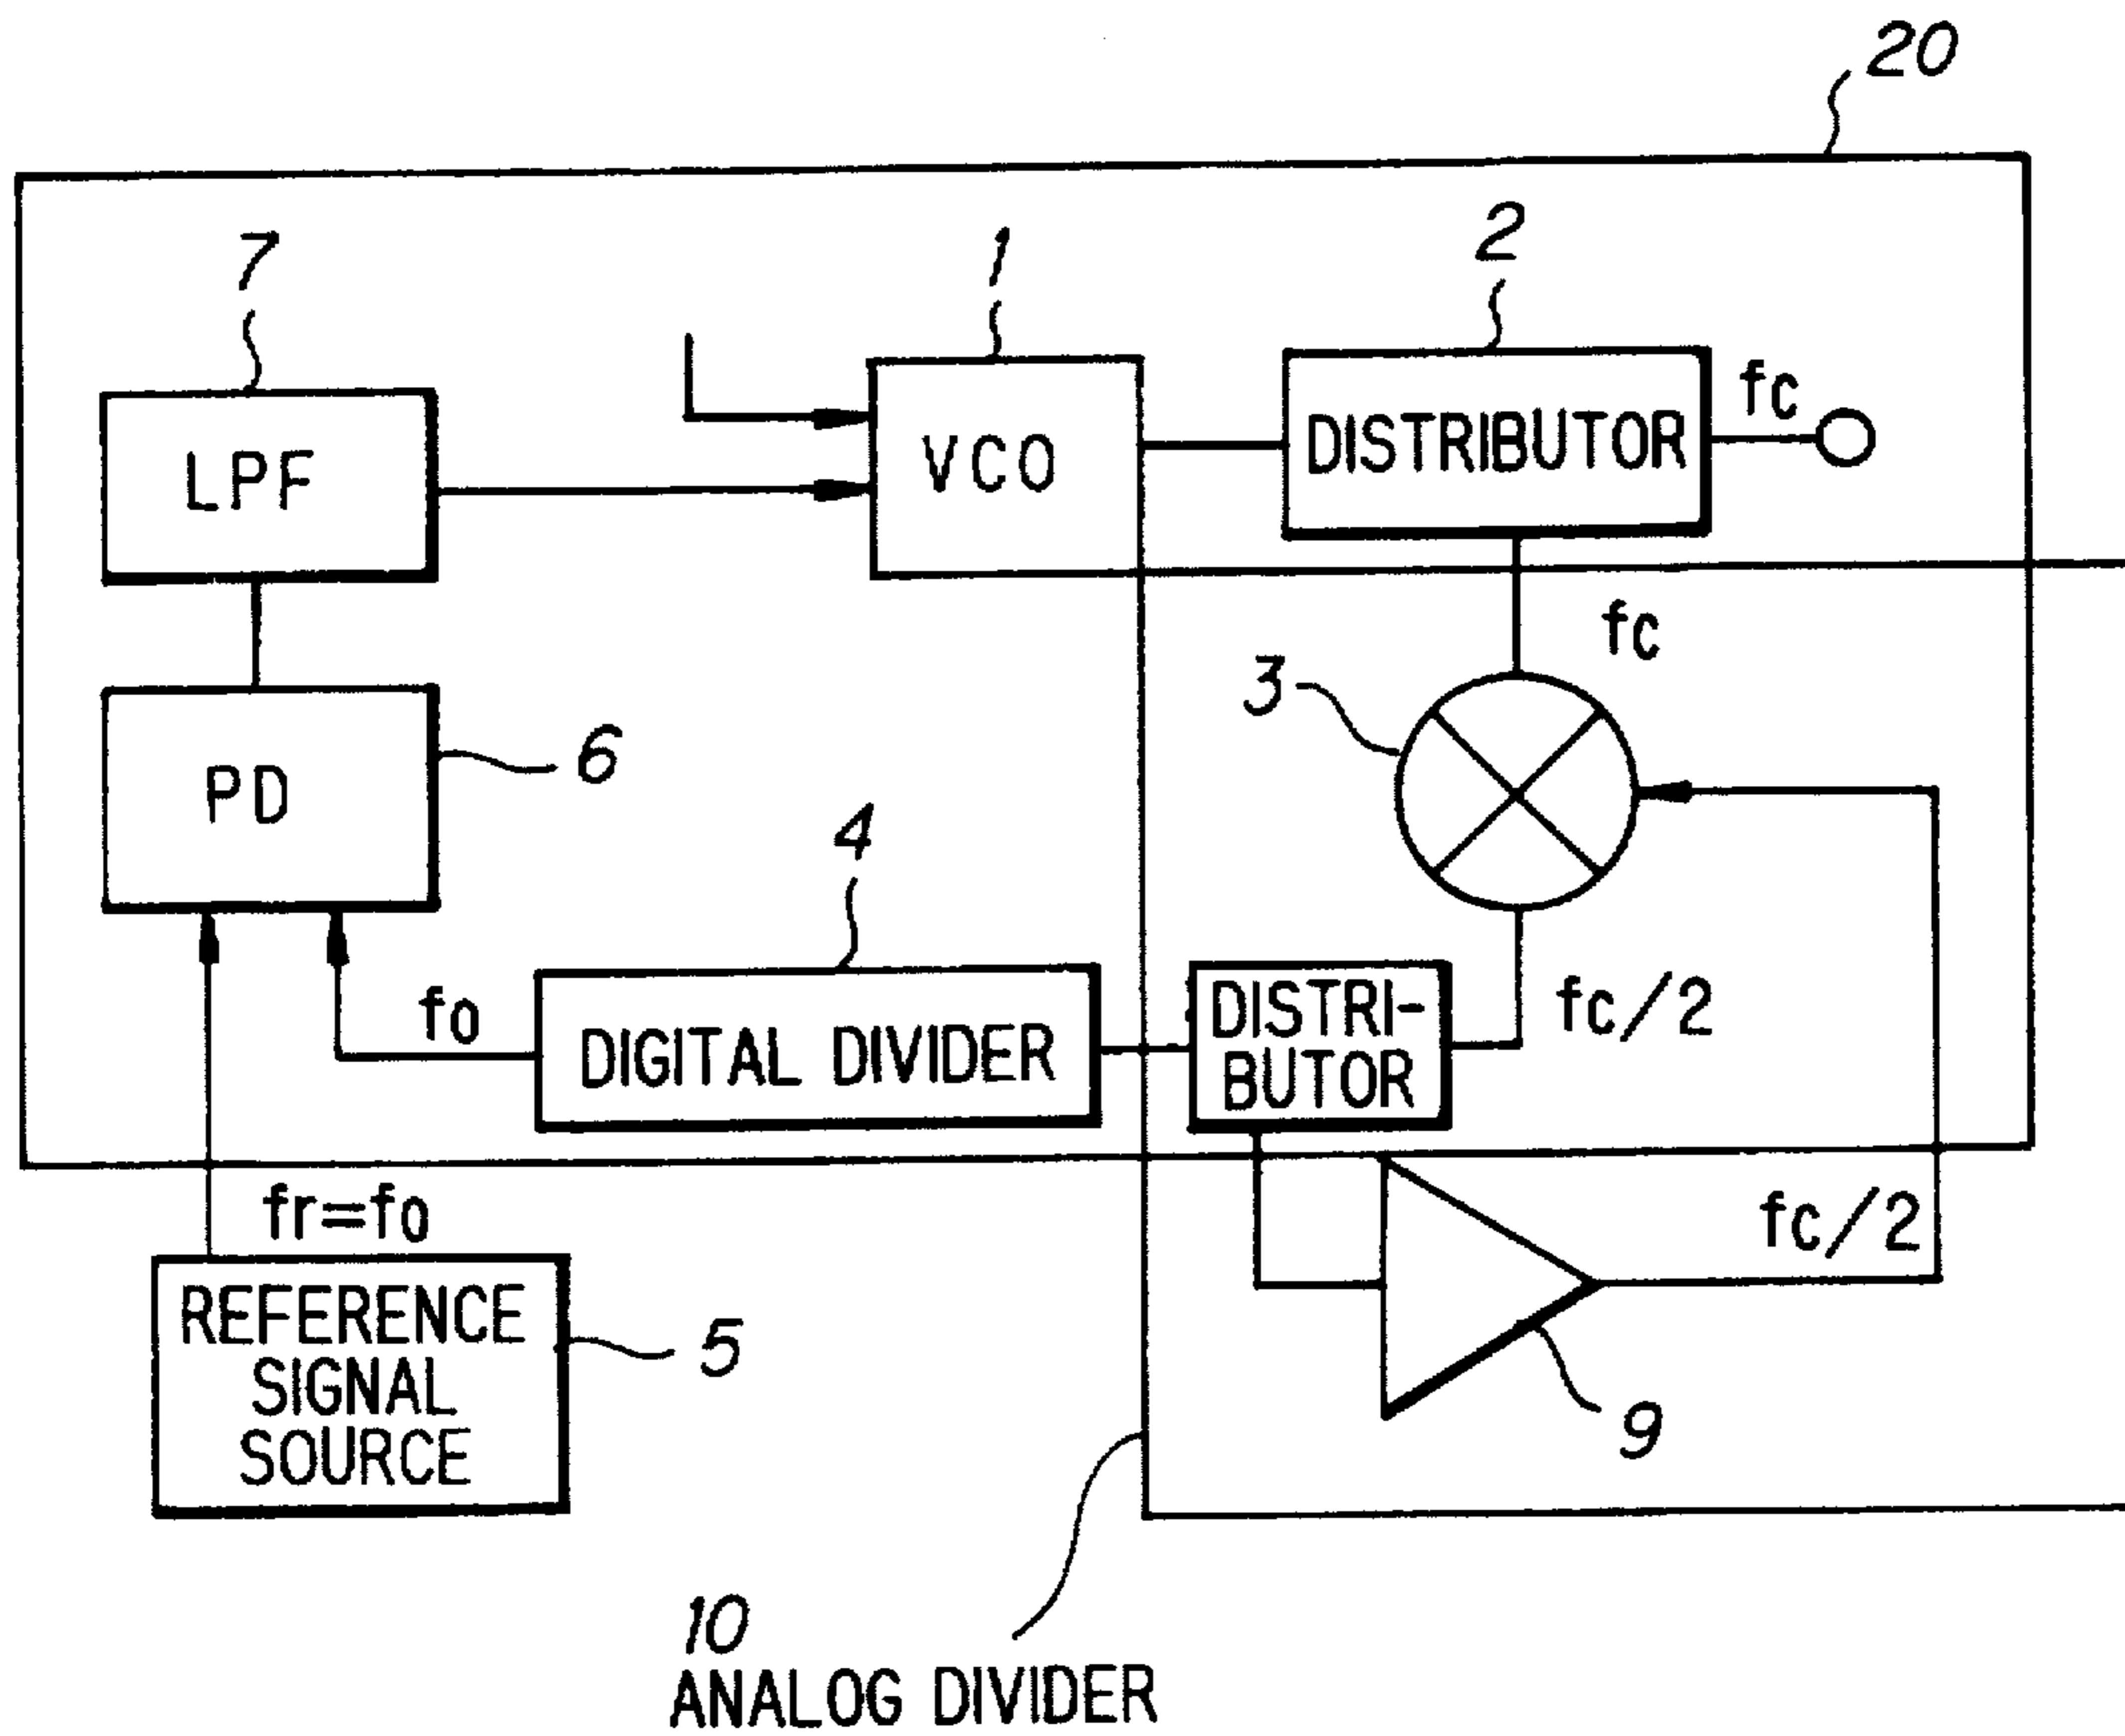 20
7
1
2
LPF
VCO
DISTRIBUTOR
fc
fc
3
PD
6
4
fo
DIGITAL DIVIDER
DISTRI-
BUTOR
fc/2
fr=fo
fc/2
REFERENCE
SIGNAL
SOURCE
5
9
10
ANALOG DIVIDER